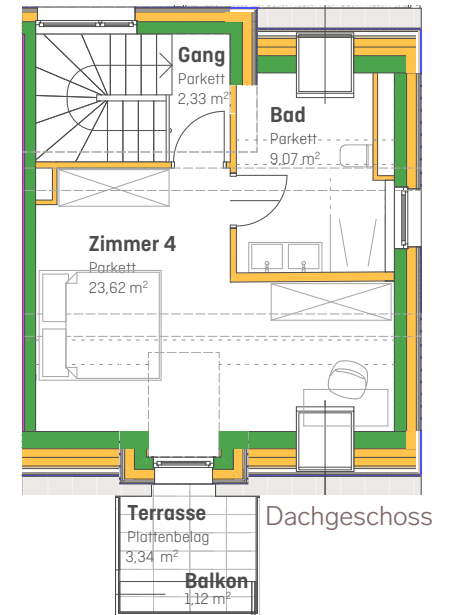 Gang
Parkett
2,33 m²
Bad
Parkett
9,07 m²
Zimmer 4
Parkett
23,62 m²
Terrasse
Plattenbelag
3,34 m²
Dachgeschoss
Balkon
1,12 m²